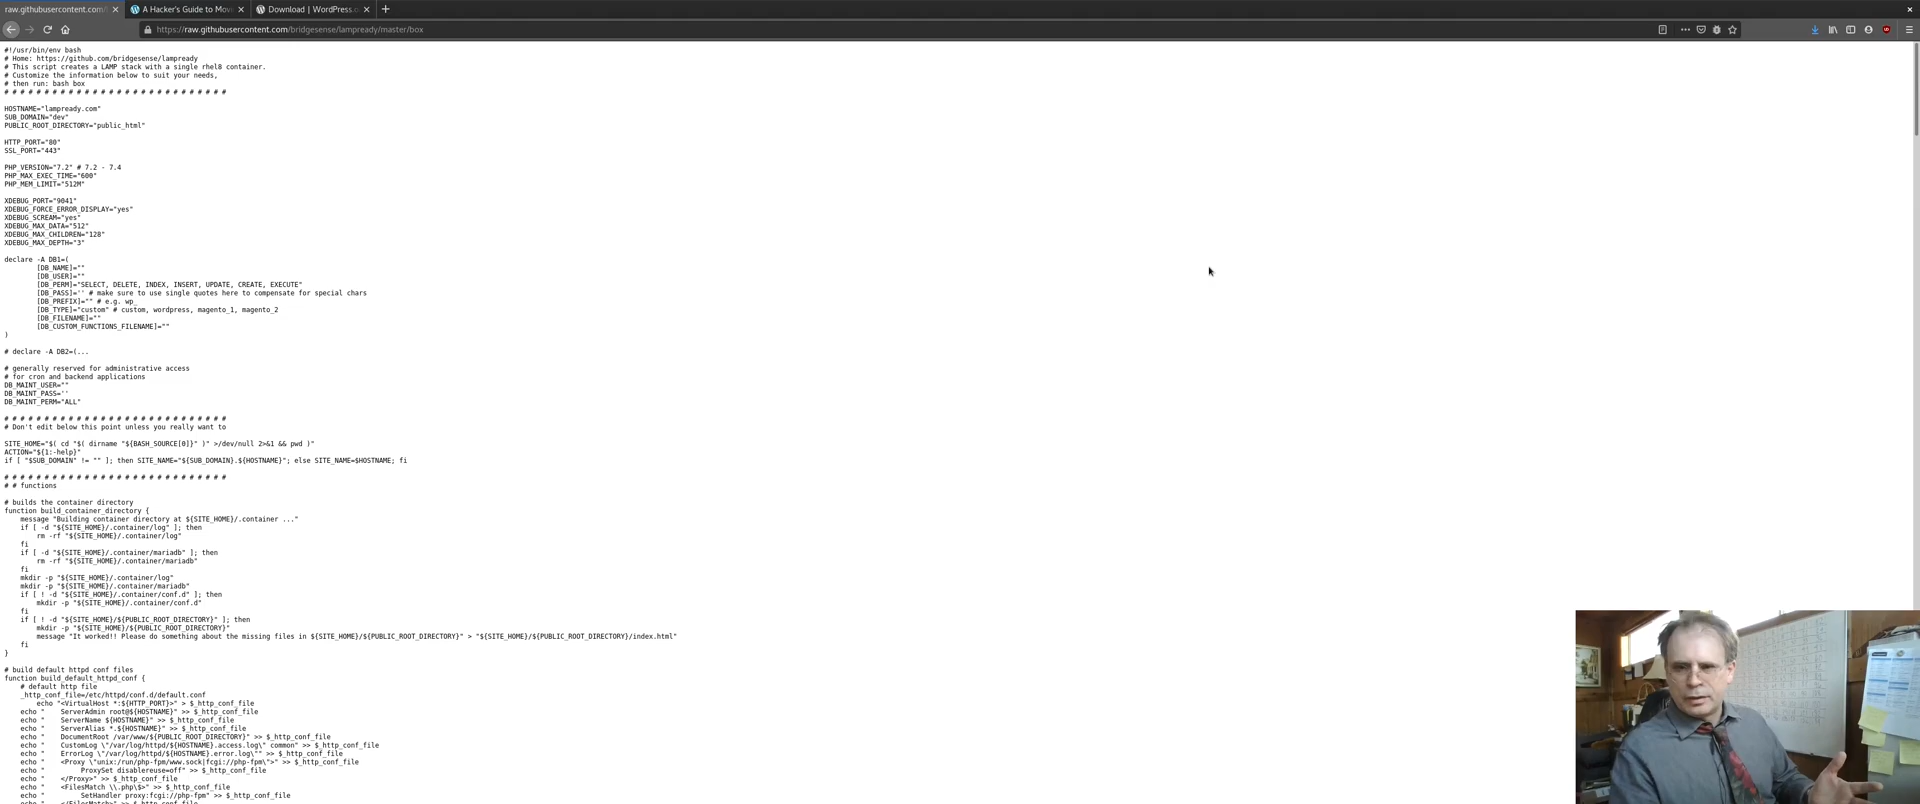 raw.githubusercontent.com/
A Hacker's Guide to Movi
Download | WordPress.o
https://raw.githubusercontent.com/bridgesense/lampready/master/box
#!/usr/bin/env bash
# Home: https://github.com/bridgesense/lampready
# This script creates a LAMP stack with a single rhel8 container.
# Customize the information below to suit your needs,
# then run: bash box
# # # # # # # # # # # # # # # # # # # # # # # # # # # #
HOSTNAME="lampready.com"
SUB_DOMAIN="dev"
PUBLIC_ROOT_DIRECTORY="public_html"
HTTP_PORT="80"
SSL_PORT="443"
PHP_VERSION="7.2" # 7.2 - 7.4
PHP_MAX_EXEC_TIME="600"
PHP_MEM_LIMIT="512M"
XDEBUG_PORT="9041"
XDEBUG_FORCE_ERROR_DISPLAY="yes"
XDEBUG_SCREAM="yes"
XDEBUG_MAX_DATA="512"
XDEBUG_MAX_CHILDREN="128"
XDEBUG_MAX_DEPTH="3"
declare -A DB1=(
[DB_NAME]=""
[DB_USER]=""
[DB_PERM]="SELECT, DELETE, INDEX, INSERT, UPDATE, CREATE, EXECUTE"
[DB_PASS]='' # make sure to use single quotes here to compensate for special chars
[DB_PREFIX]="" # e.g. wp_
[DB_TYPE]="custom" # custom, wordpress, magento_1, magento_2
[DB_FILENAME]=""
[DB_CUSTOM_FUNCTIONS_FILENAME]=""
)
# declare -A DB2=(...
# generally reserved for administrative access
# for cron and backend applications
DB_MAINT_USER=""
DB_MAINT_PASS=''
DB_MAINT_PERM="ALL"
# # # # # # # # # # # # # # # # # # # # # # # # # # # #
# Don't edit below this point unless you really want to
SITE_HOME="$( cd "$( dirname "${BASH_SOURCE[0]}" )" >/dev/null 2>&1 && pwd )"
ACTION="${1:-help}"
if [ "$SUB_DOMAIN" != "" ]; then SITE_NAME="${SUB_DOMAIN}.${HOSTNAME}"; else SITE_NAME=$HOSTNAME; fi
# # # # # # # # # # # # # # # # # # # # # # # # # # # #
# # functions
# builds the container directory
function build_container_directory {
message "Building container directory at ${SITE_HOME}/.container ..."
if [ -d "${SITE_HOME}/.container/log" ]; then
rm -rf "${SITE_HOME}/.container/log"
fi
if [ -d "${SITE_HOME}/.container/mariadb" ]; then
rm -rf "${SITE_HOME}/.container/mariadb"
fi
mkdir -p "${SITE_HOME}/.container/log"
mkdir -p "${SITE_HOME}/.container/mariadb"
if [ ! -d "${SITE_HOME}/.container/conf.d" ]; then
mkdir -p "${SITE_HOME}/.container/conf.d"
fi
if [ ! -d "${SITE_HOME}/${PUBLIC_ROOT_DIRECTORY}" ]; then
mkdir -p "${SITE_HOME}/${PUBLIC_ROOT_DIRECTORY}"
message "It worked!! Please do something about the missing files in ${SITE_HOME}/${PUBLIC_ROOT_DIRECTORY}" > "${SITE_HOME}/${PUBLIC_ROOT_DIRECTORY}/index.html"
fi
}
# build default httpd conf files
function build_default_httpd_conf {
# default http file
_http_conf_file=/etc/httpd/conf.d/default.conf
echo "<VirtualHost *:${HTTP_PORT}>" > $_http_conf_file
echo "    ServerAdmin root@${HOSTNAME}" >> $_http_conf_file
echo "    ServerName ${HOSTNAME}" >> $_http_conf_file
echo "    ServerAlias *.${HOSTNAME}" >> $_http_conf_file
echo "    DocumentRoot /var/www/${PUBLIC_ROOT_DIRECTORY}" >> $_http_conf_file
echo "    CustomLog \"/var/log/httpd/${HOSTNAME}.access.log\" common" >> $_http_conf_file
echo "    ErrorLog \"/var/log/httpd/${HOSTNAME}.error.log\"" >> $_http_conf_file
echo "    <Proxy \"unix:/run/php-fpm/www.sock|fcgi://php-fpm\">" >> $_http_conf_file
echo "        ProxySet disablereuse=off" >> $_http_conf_file
echo "    </Proxy>" >> $_http_conf_file
echo "    <FilesMatch \\.php\$>" >> $_http_conf_file
echo "        SetHandler proxy:fcgi://php-fpm" >> $_http_conf_file
echo "    </FilesMatch>" >> $_http_conf_file